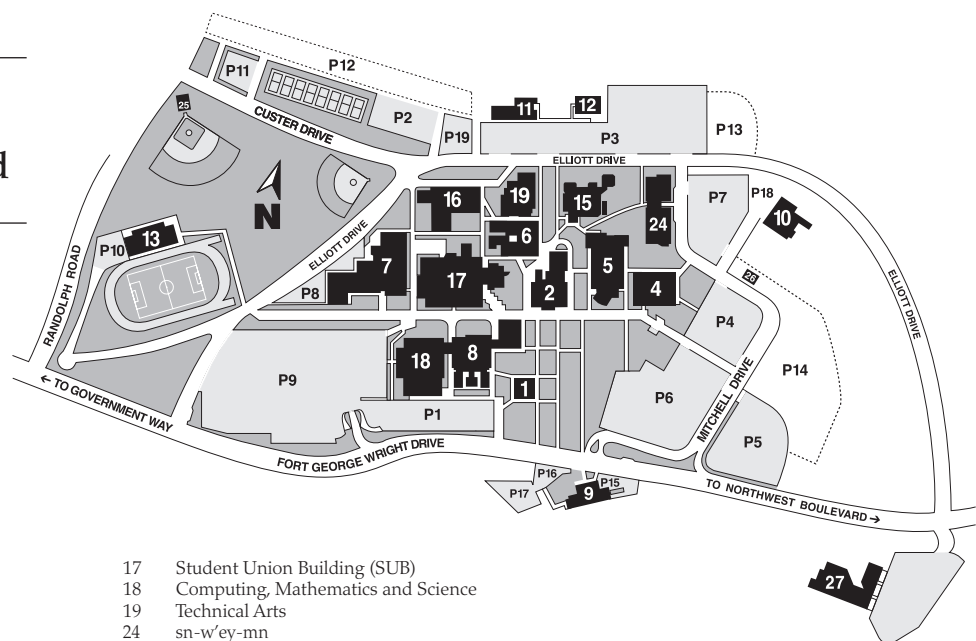 P11
P12
25
CUSTER DRIVE
P2
P19
11
12
P3
P13
ELLIOTT DRIVE
d
N
16
19
15
24
P7
P18
10
6
RANDOLPH ROAD
P10
13
ELLIOTT DRIVE
7
17
2
5
4
26
P8
ELLIOTT DRIVE
P4
18
8
P14
P9
1
P6
MITCHELL DRIVE
P1
P5
← TO GOVERNMENT WAY
FORT GEORGE WRIGHT DRIVE
P16
P17
9
P15
TO NORTHWEST BOULEVARD →
27
17 Student Union Building (SUB)
18 Computing, Mathematics and Science
19 Technical Arts
24 sn-w'ey-mn